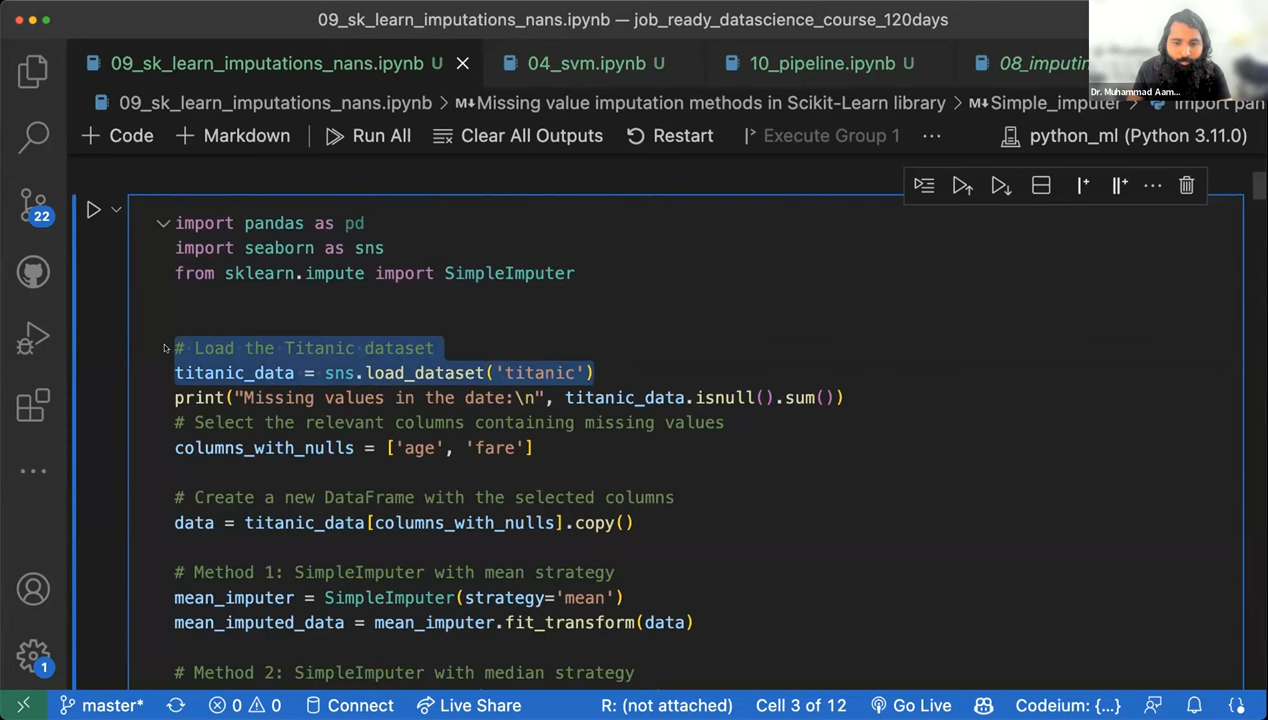 09_sk_learn_imputations_nans.ipynb — job_ready_datascience_course_120days
09_sk_learn_imputations_nans.ipynb U 04_svm.ipynb U 10_pipeline.ipynb U 08_imputin
Dr. Muhammad Aam...
09_sk_learn_imputations_nans.ipynb > M↓Missing value imputation methods in Scikit-Learn library > M↓Simple_imputer > import pan
+ Code + Markdown Run All Clear All Outputs Restart Execute Group 1 ... python_ml (Python 3.11.0)
22
import pandas as pd
import seaborn as sns
from sklearn.impute import SimpleImputer
# Load the Titanic dataset
titanic_data = sns.load_dataset('titanic')
print("Missing values in the date:\n", titanic_data.isnull().sum())
# Select the relevant columns containing missing values
columns_with_nulls = ['age', 'fare']
# Create a new DataFrame with the selected columns
data = titanic_data[columns_with_nulls].copy()
# Method 1: SimpleImputer with mean strategy
mean_imputer = SimpleImputer(strategy='mean')
mean_imputed_data = mean_imputer.fit_transform(data)
# Method 2: SimpleImputer with median strategy
1
master* 0 0 Connect Live Share R: (not attached) Cell 3 of 12 Go Live Codeium: {...}